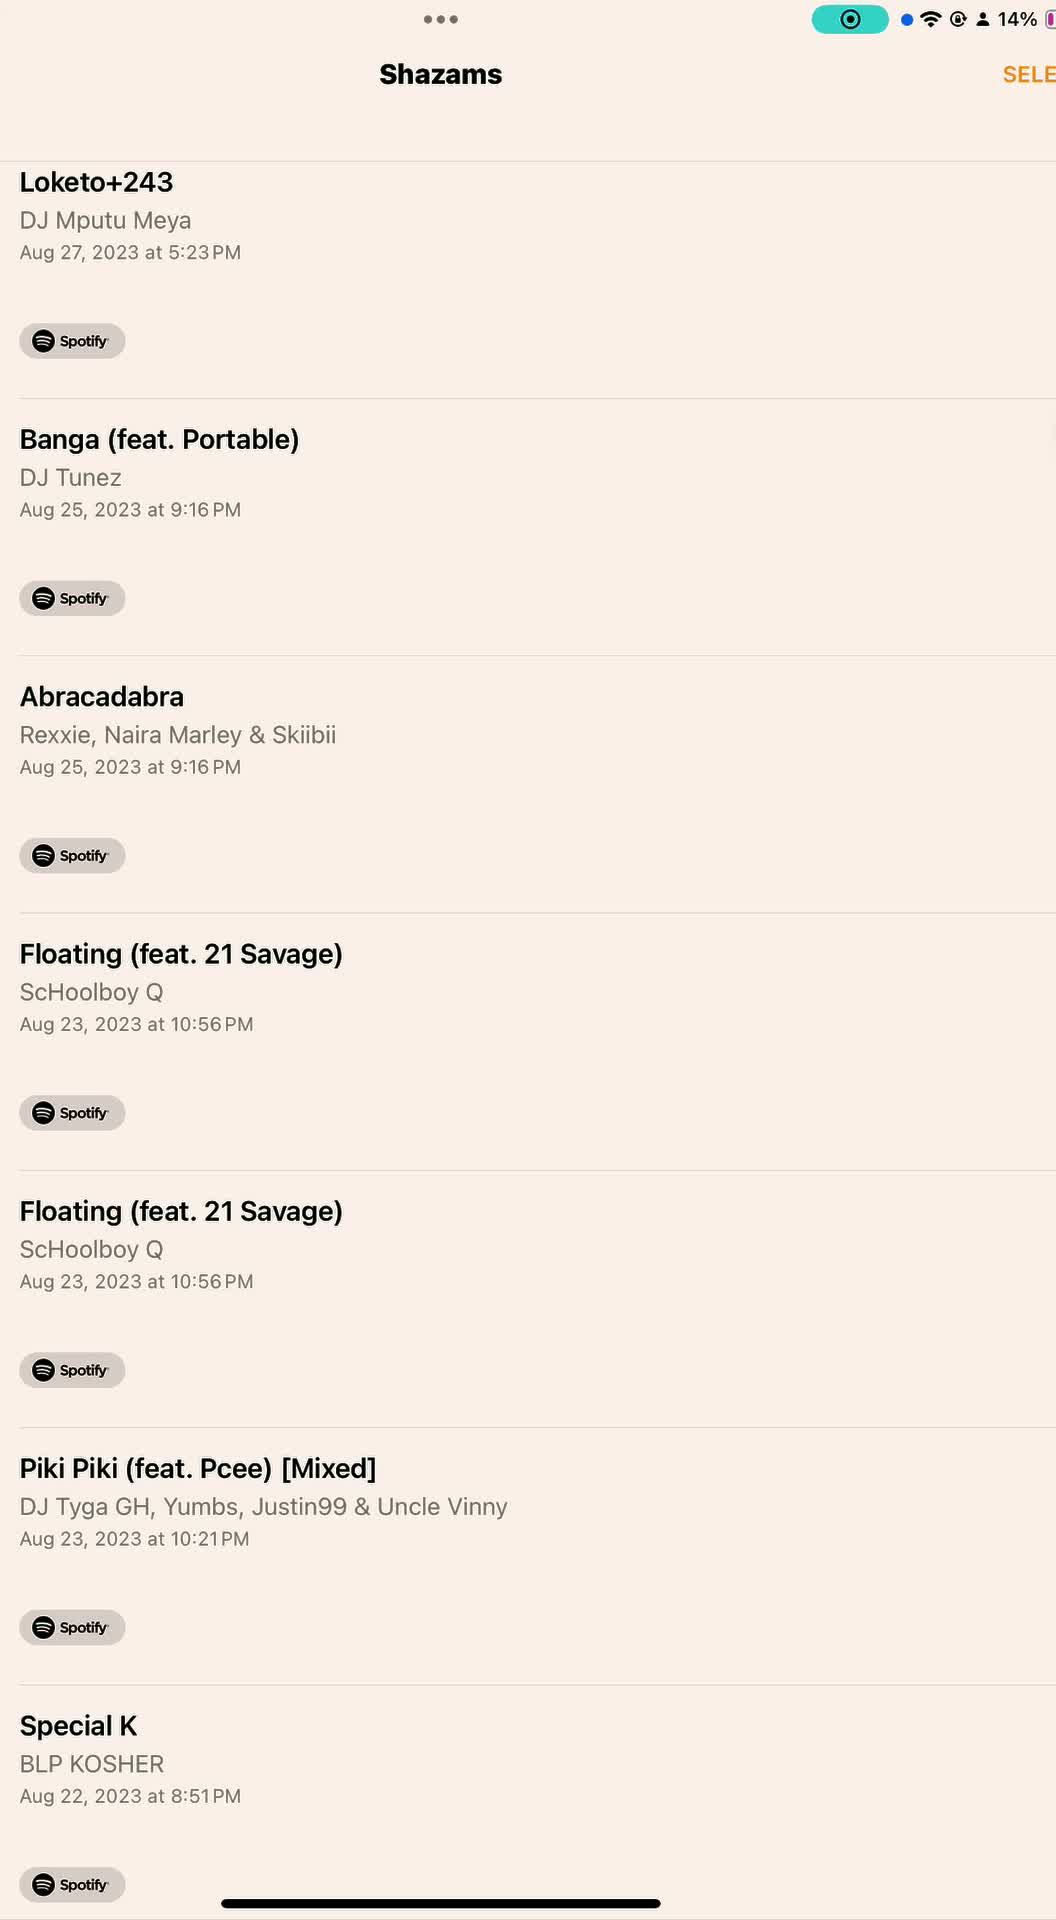 14%
Shazams
SELE
Loketo+243
DJ Mputu Meya
Aug 27, 2023 at 5:23 PM
Spotify
Banga (feat. Portable)
DJ Tunez
Aug 25, 2023 at 9:16 PM
Spotify
Abracadabra
Rexxie, Naira Marley & Skiibii
Aug 25, 2023 at 9:16 PM
Spotify
Floating (feat. 21 Savage)
ScHoolboy Q
Aug 23, 2023 at 10:56 PM
Spotify
Floating (feat. 21 Savage)
ScHoolboy Q
Aug 23, 2023 at 10:56 PM
Spotify
Piki Piki (feat. Pcee) [Mixed]
DJ Tyga GH, Yumbs, Justin99 & Uncle Vinny
Aug 23, 2023 at 10:21 PM
Spotify
Special K
BLP KOSHER
Aug 22, 2023 at 8:51 PM
Spotify